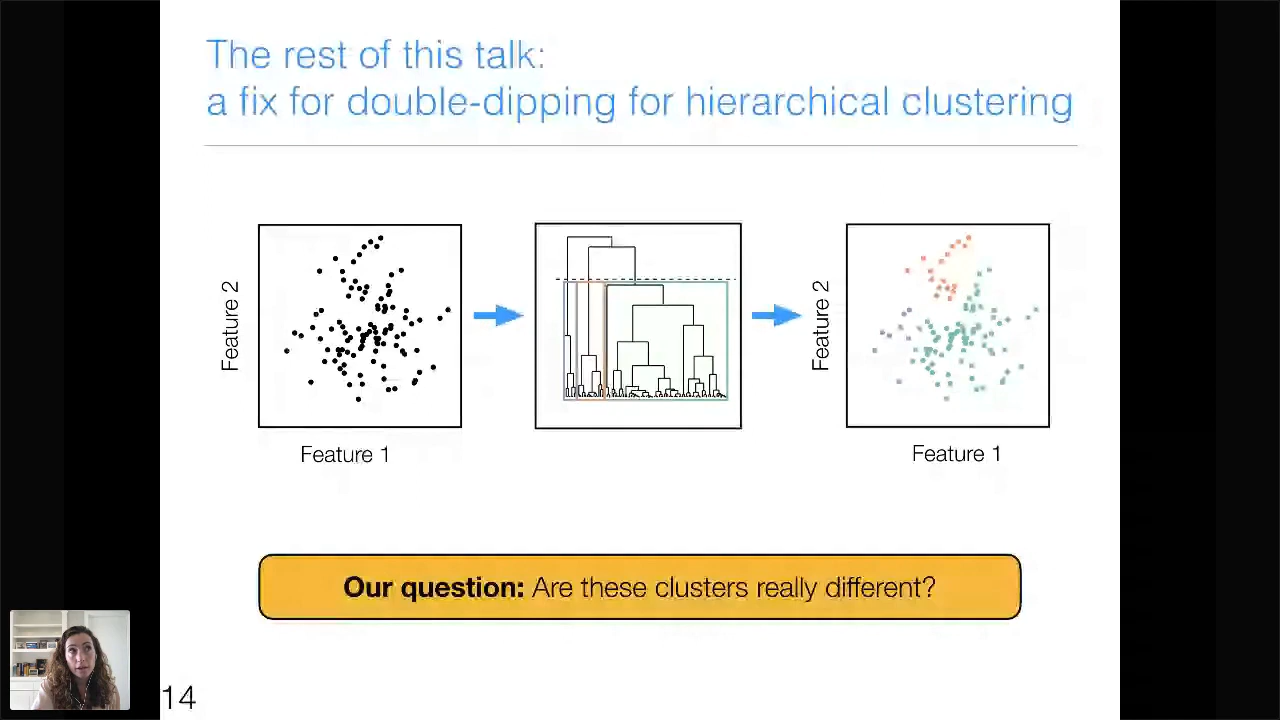 The rest of this talk:
a fix for double-dipping for hierarchical clustering
Feature 2
Feature 1
Feature 2
Feature 1
Our question: Are these clusters really different?
14